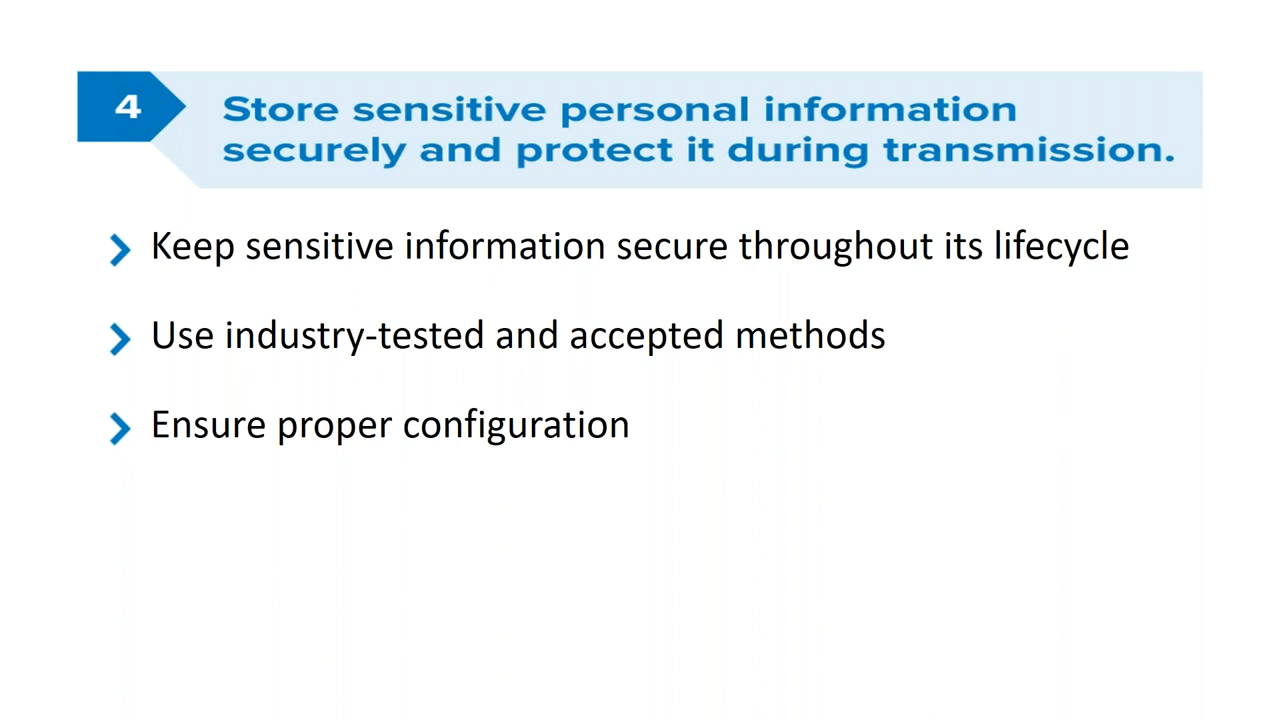 4
Store sensitive personal information
securely and protect it during transmission.
Keep sensitive information secure throughout its lifecycle
Use industry-tested and accepted methods
Ensure proper configuration